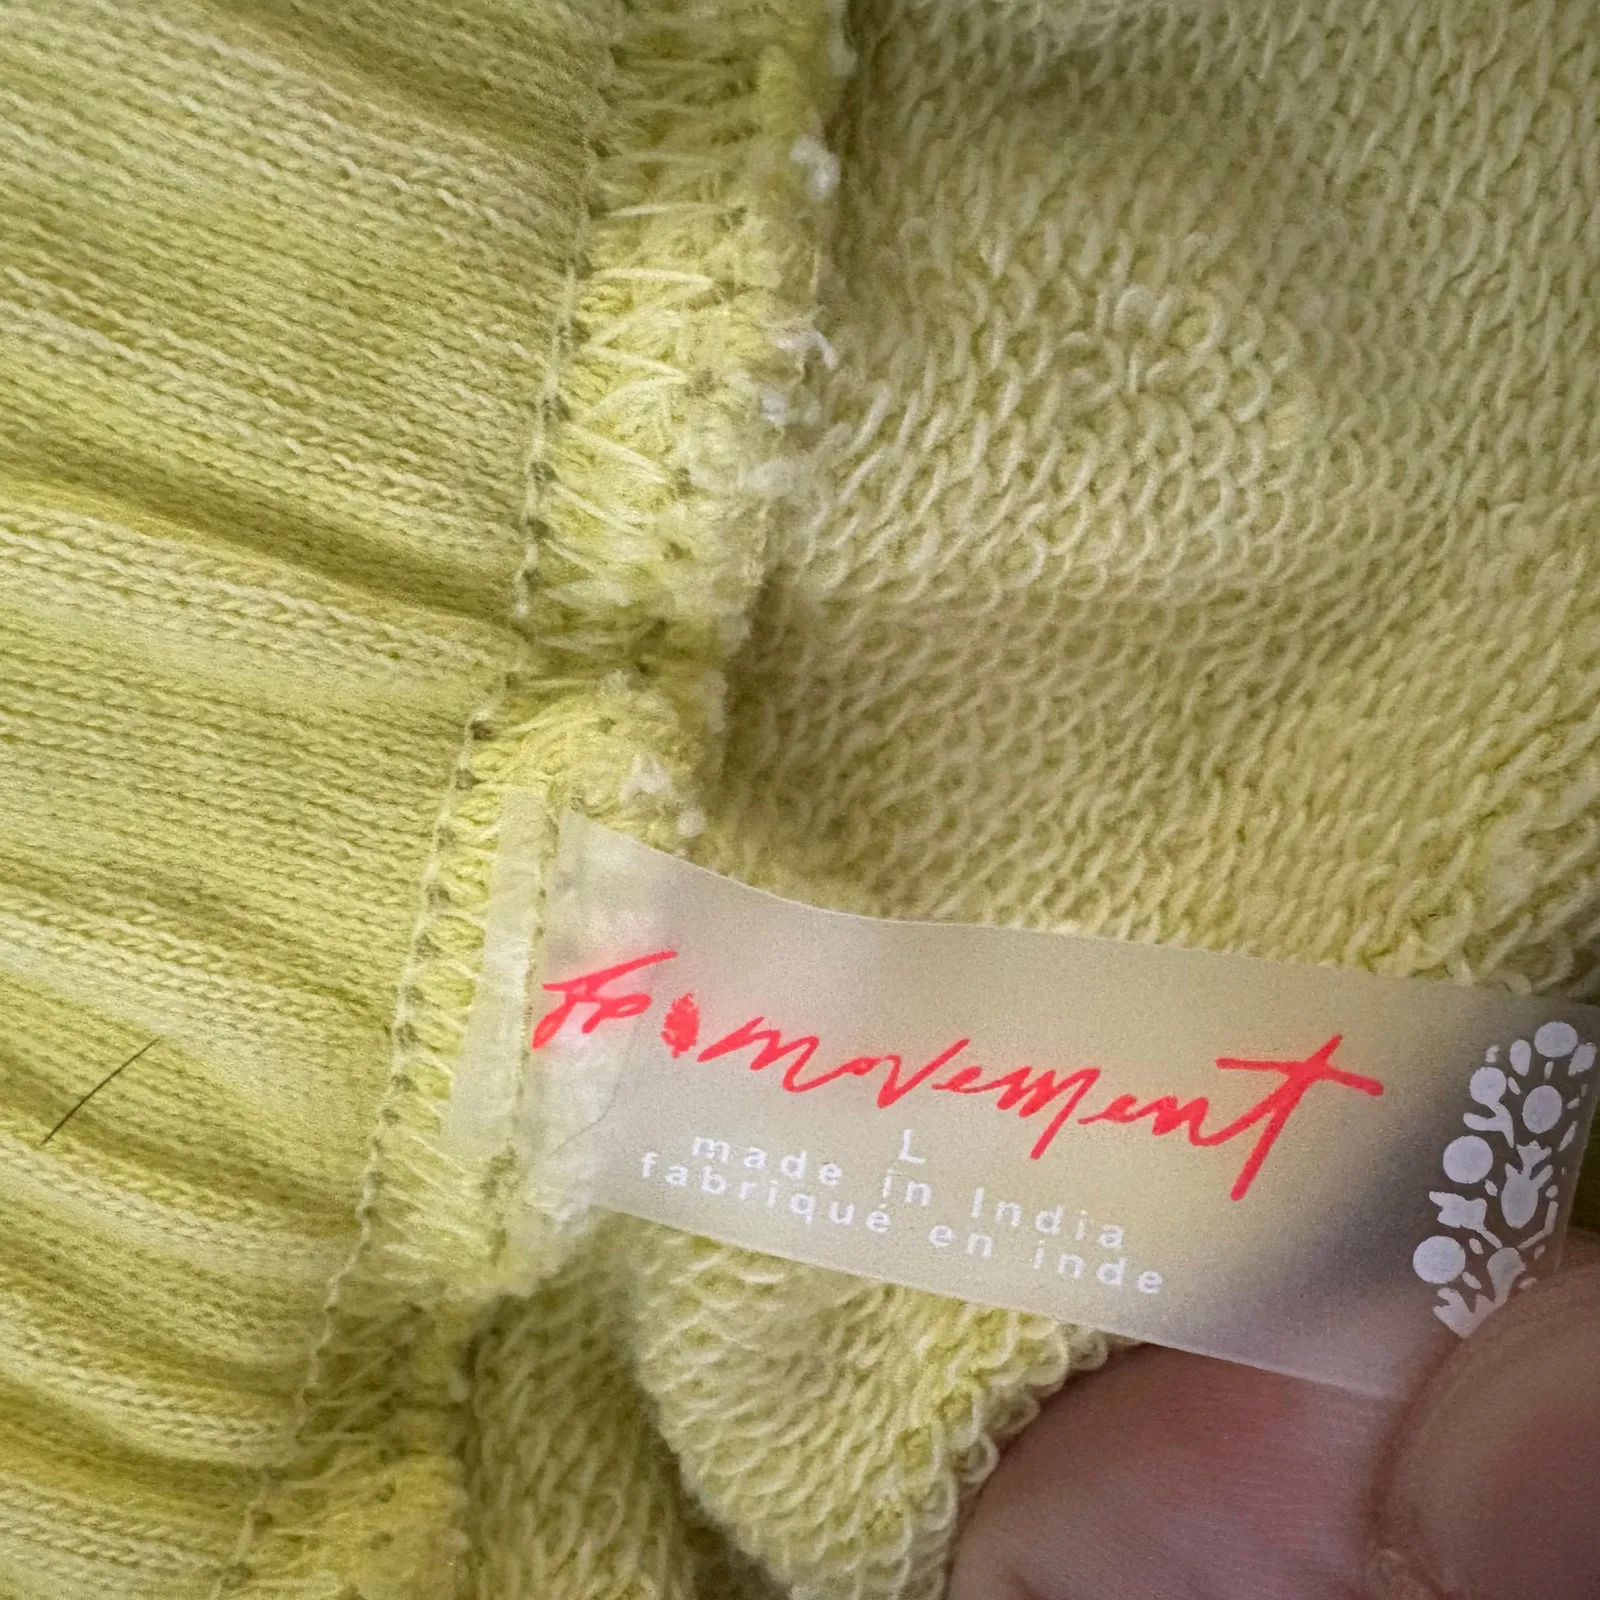 fp movement
L
made in India
fabriqué en inde